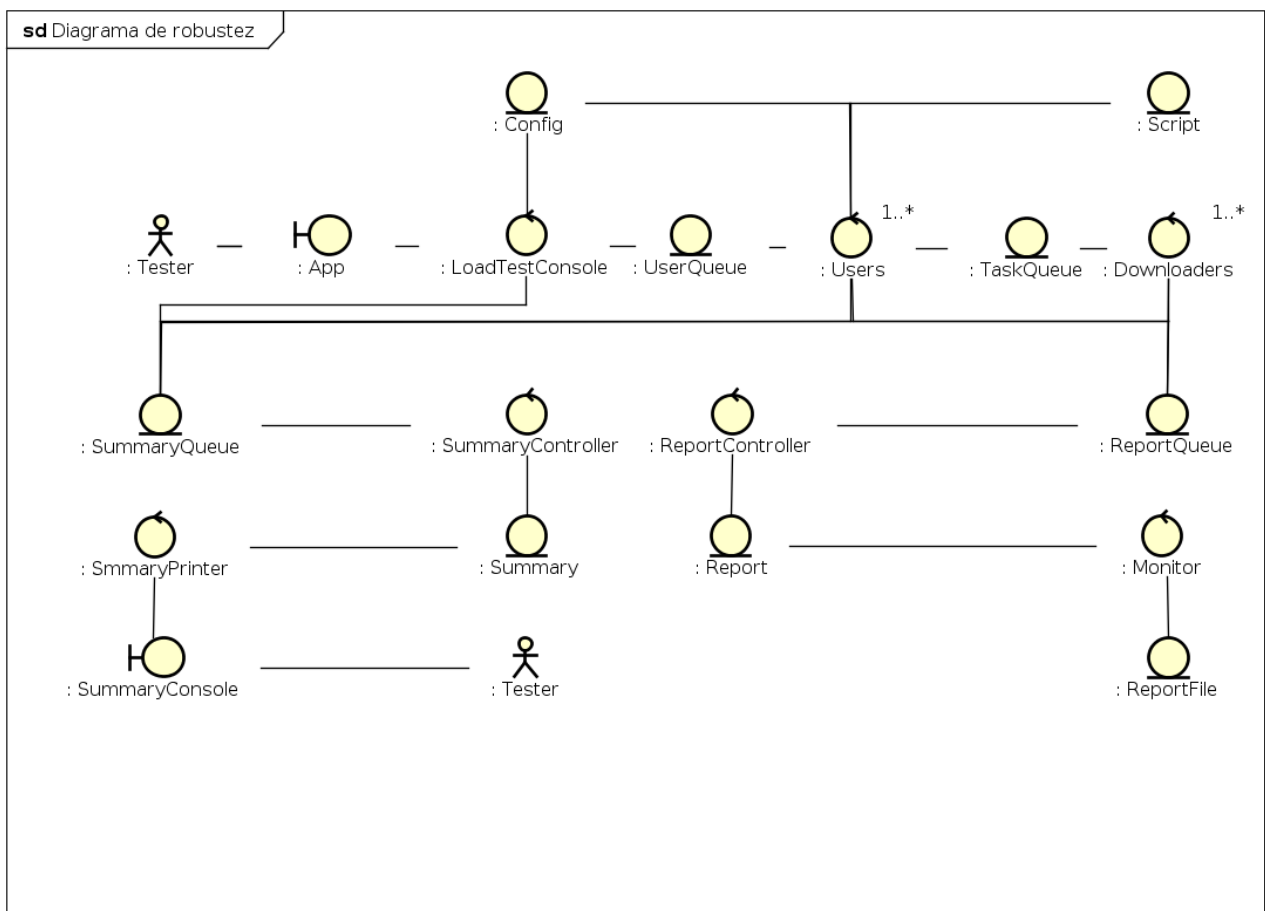 sd Diagrama de robustez
: Config
: Script
1..*
1..*
: Tester
: App
: LoadTestConsole
: UserQueue
: Users
: TaskQueue
: Downloaders
: SummaryQueue
: SummaryController
: ReportController
: ReportQueue
: SmmaryPrinter
: Summary
: Report
: Monitor
: SummaryConsole
: Tester
: ReportFile